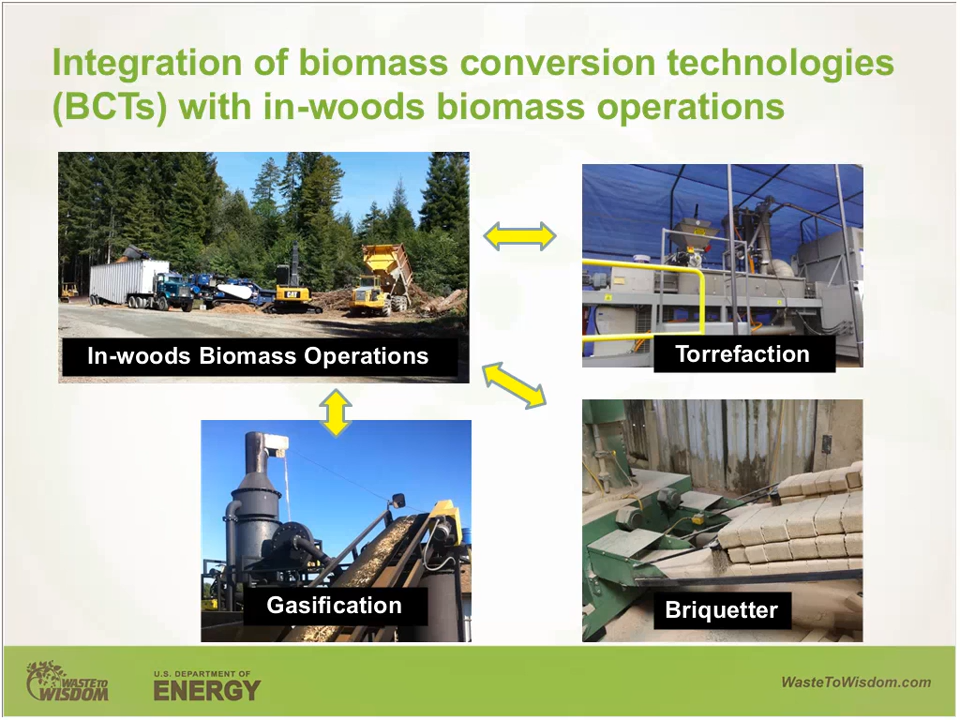 Integration of biomass conversion technologies
(BCTs) with in-woods biomass operations
In-woods Biomass Operations
CAT
Torrefaction
Gasification
Briquetter
WASTE TO
WISDOM
U.S. DEPARTMENT OF
ENERGY
WasteToWisdom.com